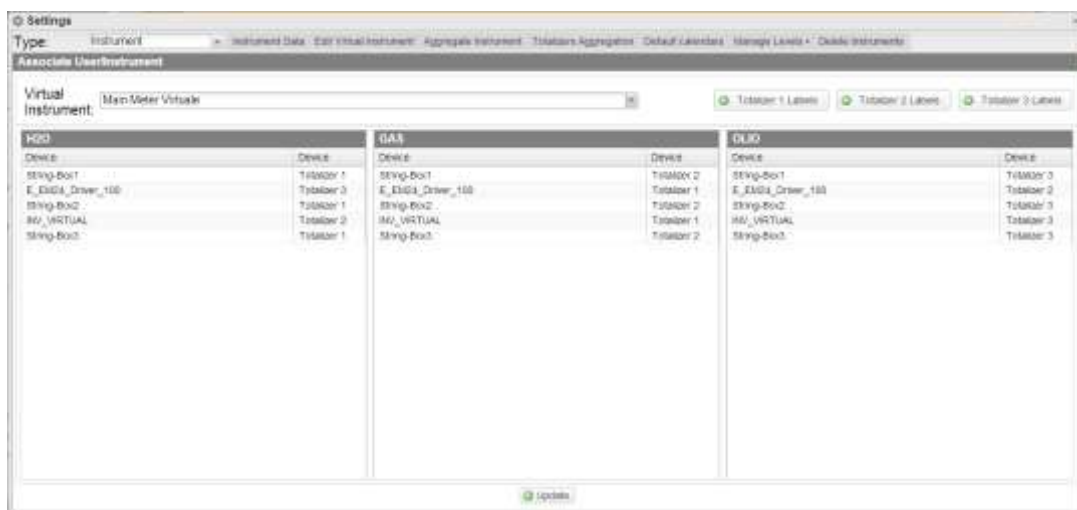 Settings
Type: Instrument Instrument Data Edit Virtual Instrument Aggregate Instrument Totalizers Aggregation Default Calendars Manage Levels Delete Instruments
Associate User/Instrument
Virtual Instrument: Main Meter Virtuale Totalizer 1 Labels Totalizer 2 Labels Totalizer 3 Labels
H2O GAS OLIO
Device Device Device Device Device Device
String-Box1 Totalizer 1 String-Box1 Totalizer 2 String-Box1 Totalizer 3
E_EM24_Driver_100 Totalizer 3 E_EM24_Driver_100 Totalizer 1 E_EM24_Driver_100 Totalizer 2
String-Box2 Totalizer 1 String-Box2 Totalizer 2 String-Box2 Totalizer 3
INV_VIRTUAL Totalizer 2 INV_VIRTUAL Totalizer 1 INV_VIRTUAL Totalizer 3
String-Box3 Totalizer 1 String-Box3 Totalizer 2 String-Box3 Totalizer 3
Update